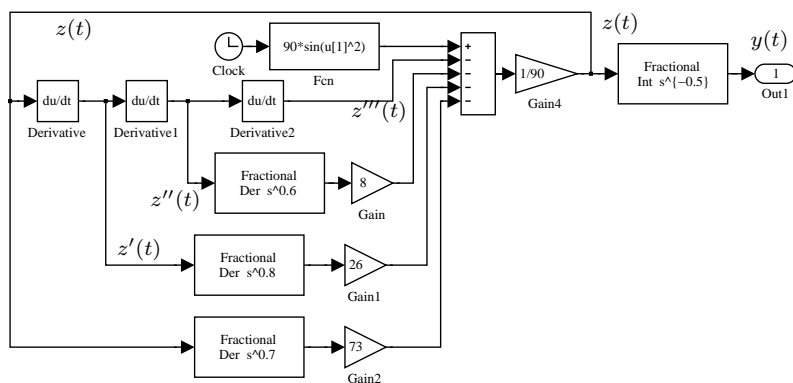 z(t)
z(t)
y(t)
90*sin(u[1]^2)
Clock
Fcn
+
−
−
−
−
1/90
Gain4
Fractional
Int s^{−0.5}
1
Out1
du/dt
Derivative
du/dt
Derivative1
du/dt
Derivative2
z'''(t)
z''(t)
Fractional
Der s^0.6
8
Gain
z'(t)
Fractional
Der s^0.8
26
Gain1
Fractional
Der s^0.7
73
Gain2